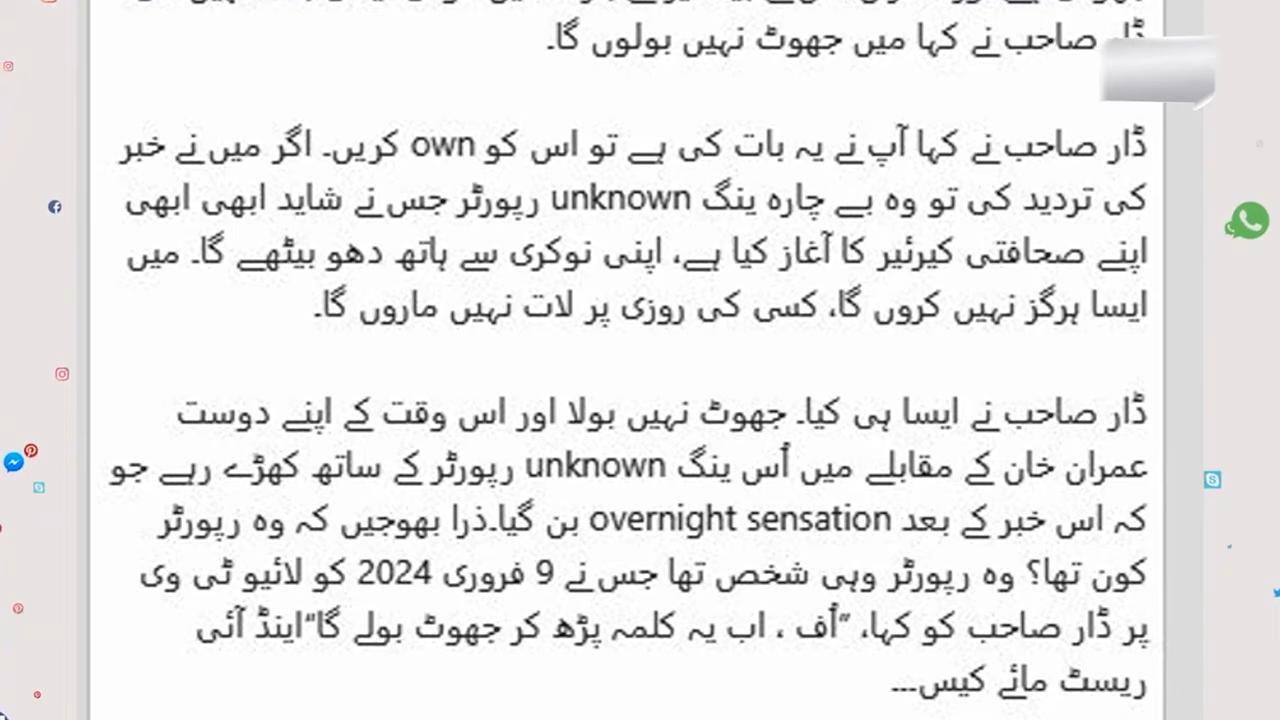 ڈار صاحب نے کہا میں جھوٹ نہیں بولوں گا۔
ڈار صاحب نے کہا آپ نے یہ بات کی ہے تو اس کو own کریں۔ اگر میں نے خبر
کی تردید کی تو وہ بے چارہ ینگ unknown رپورٹر جس نے شاید ابھی ابھی
اپنے صحافتی کیرئیر کا آغاز کیا ہے، اپنی نوکری سے ہاتھ دھو بیٹھے گا۔ میں
ایسا ہرگز نہیں کروں گا، کسی کی روزی پر لات نہیں ماروں گا۔
ڈار صاحب نے ایسا ہی کیا۔ جھوٹ نہیں بولا اور اس وقت کے اپنے دوست
عمران خان کے مقابلے میں اُس ینگ unknown رپورٹر کے ساتھ کھڑے رہے جو
کہ اس خبر کے بعد overnight sensation بن گیا۔ذرا بھوجیں کہ وہ رپورٹر
کون تھا؟ وہ رپورٹر وہی شخص تھا جس نے 9 فروری 2024 کو لائیو ٹی وی
پر ڈار صاحب کو کہا، ”اُف ، اب یہ کلمہ پڑھ کر جھوٹ بولے گا“اینڈ آئی
ریسٹ مائے کیس۔۔۔